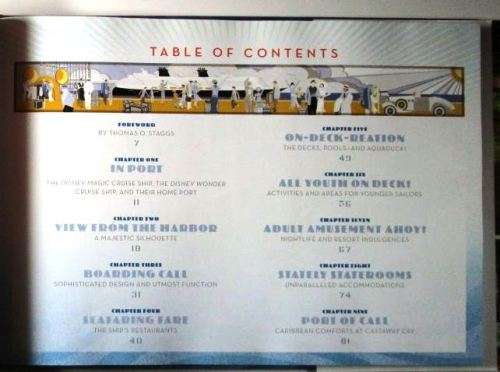 TABLE OF CONTENTS
FOREWORD
BY THOMAS O. STAGGS
7
CHAPTER ONE
IN PORT
THE DISNEY MAGIC CRUISE SHIP, THE DISNEY WONDER
CRUISE SHIP, AND THEIR HOME PORT
11
CHAPTER TWO
VIEW FROM THE HARBOR
A MAJESTIC SILHOUETTE
18
CHAPTER THREE
BOARDING CALL
SOPHISTICATED DESIGN AND UTMOST FUNCTION
31
CHAPTER FOUR
SEAFARING FARE
THE SHIP'S RESTAURANTS
40
CHAPTER FIVE
ON-DECK-REATION
THE DECKS, POOLS—AND AQUADUCK!
49
CHAPTER SIX
ALL YOUTH ON DECK!
ACTIVITIES AND AREAS FOR YOUNGER SAILORS
56
CHAPTER SEVEN
ADULT AMUSEMENT AHOY!
NIGHTLIFE AND RESORT INDULGENCES
67
CHAPTER EIGHT
STATELY STATEROOMS
UNPARALLELED ACCOMMODATIONS
74
CHAPTER NINE
PORT OF CALL
CARIBBEAN COMFORTS AT CASTAWAY CAY
81